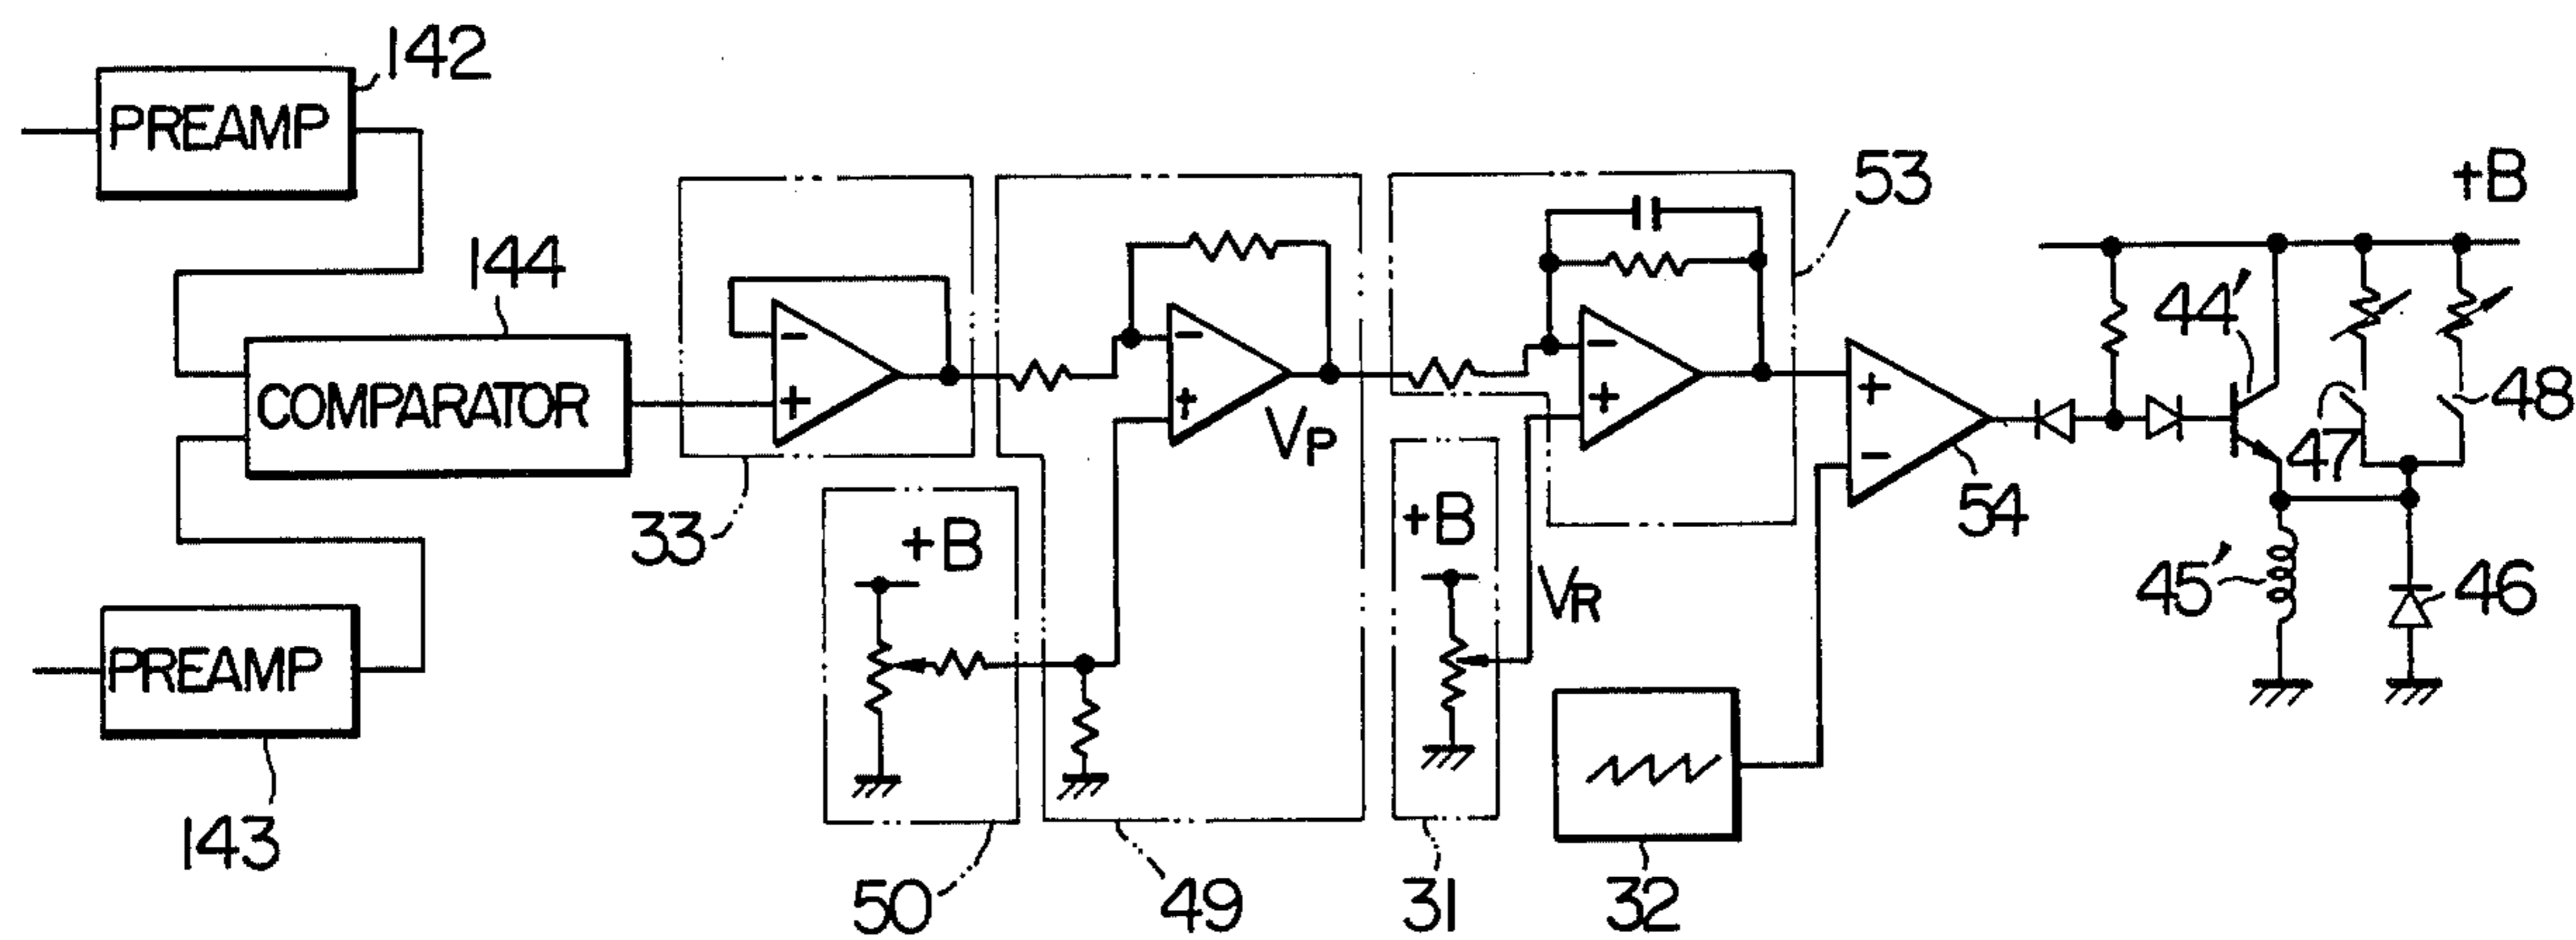 142
PREAMP
144
COMPARATOR
PREAMP
143
33
−
+
−
+
VP
+B
50
49
53
−
+
+B
VR
31
32
+
−
54
+B
44'
47
48
45'
46